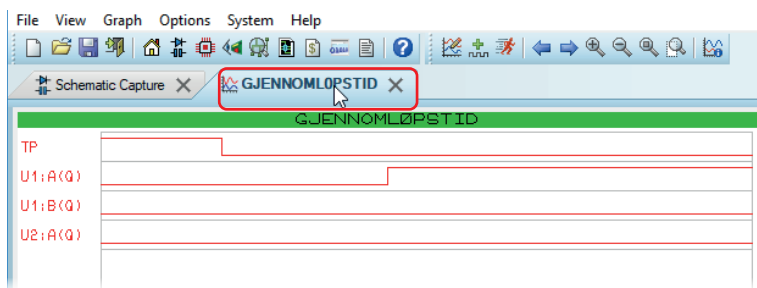 File View Graph Options System Help
Schematic Capture GJENNOMLØPSTID
GJENNOMLØPSTID
TP
U1:A(Q)
U1:B(Q)
U2:A(Q)